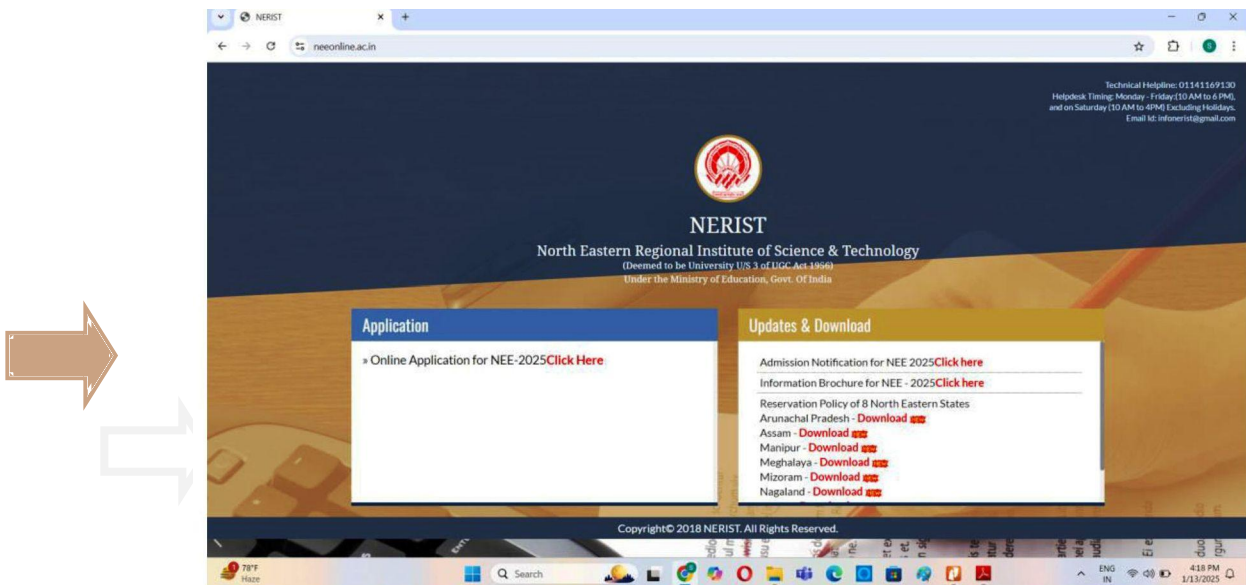 NERIST
neeonline.ac.in
S
Technical Helpline: 01141169130
Helpdesk Timing: Monday - Friday:(10 AM to 6 PM),
and on Saturday (10 AM to 4PM) Excluding Holidays.
Email Id: infonerist@gmail.com
NERIST
North Eastern Regional Institute of Science & Technology
(Deemed to be University U/S 3 of UGC Act 1956)
Under the Ministry of Education, Govt. Of India
Application
» Online Application for NEE-2025Click Here
Updates & Download
Admission Notification for NEE 2025Click here
Information Brochure for NEE - 2025Click here
Reservation Policy of 8 North Eastern States
Arunachal Pradesh - Download
Assam - Download
Manipur - Download
Meghalaya - Download
Mizoram - Download
Nagaland - Download
Copyright© 2018 NERIST. All Rights Reserved.
1
78°F
Haze
Search
ENG
IN
4:18 PM
1/13/2025